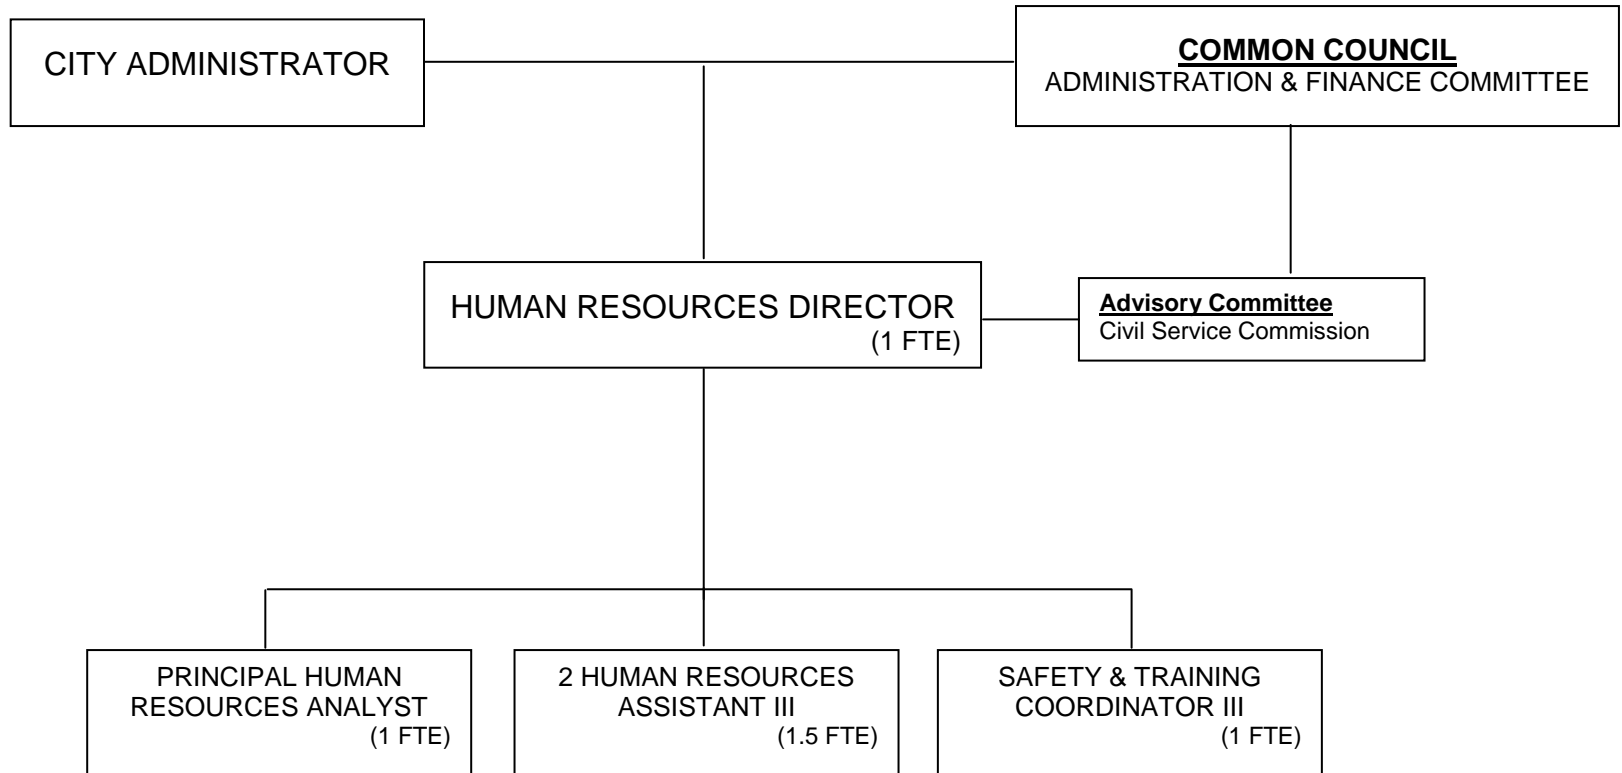 CITY ADMINISTRATOR
COMMON COUNCIL
ADMINISTRATION & FINANCE COMMITTEE
HUMAN RESOURCES DIRECTOR
(1 FTE)
Advisory Committee
Civil Service Commission
PRINCIPAL HUMAN
RESOURCES ANALYST
(1 FTE)
2 HUMAN RESOURCES
ASSISTANT III
(1.5 FTE)
SAFETY & TRAINING
COORDINATOR III
(1 FTE)